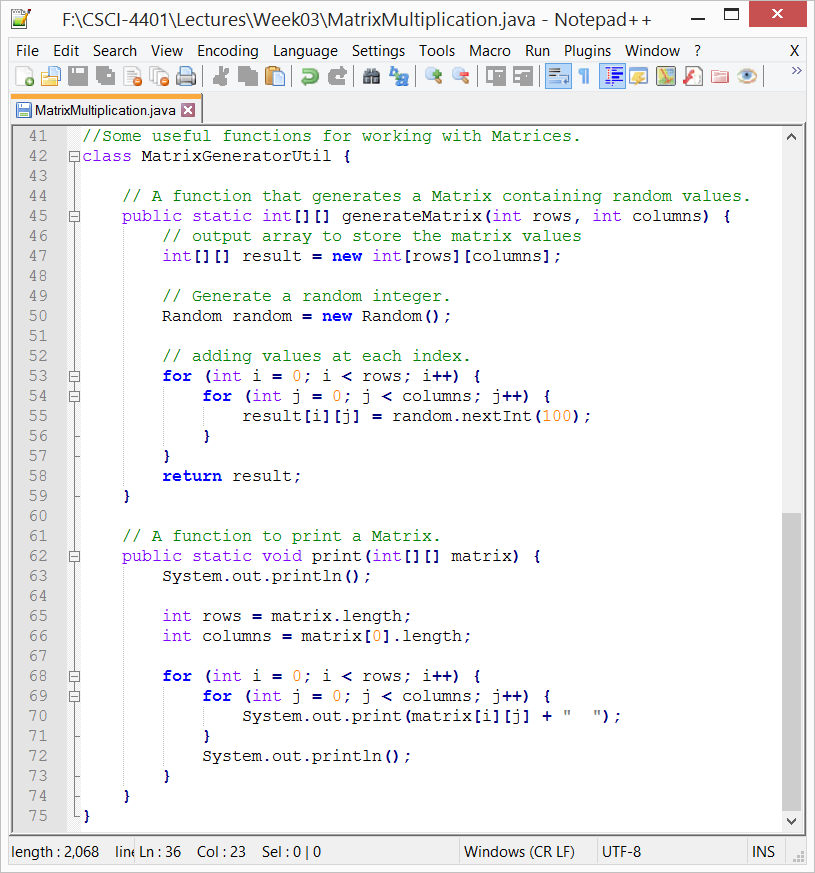 F:\CSCI-4401\Lectures\Week03\MatrixMultiplication.java - Notepad++
File Edit Search View Encoding Language Settings Tools Macro Run Plugins Window ? X
MatrixMultiplication.java
41 //Some useful functions for working with Matrices.
42 class MatrixGeneratorUtil {
43
44     // A function that generates a Matrix containing random values.
45     public static int[][] generateMatrix(int rows, int columns) {
46         // output array to store the matrix values
47         int[][] result = new int[rows][columns];
48
49         // Generate a random integer.
50         Random random = new Random();
51
52         // adding values at each index.
53         for (int i = 0; i < rows; i++) {
54             for (int j = 0; j < columns; j++) {
55                 result[i][j] = random.nextInt(100);
56             }
57         }
58         return result;
59     }
60
61     // A function to print a Matrix.
62     public static void print(int[][] matrix) {
63         System.out.println();
64
65         int rows = matrix.length;
66         int columns = matrix[0].length;
67
68         for (int i = 0; i < rows; i++) {
69             for (int j = 0; j < columns; j++) {
70                 System.out.print(matrix[i][j] + "  ");
71             }
72             System.out.println();
73         }
74     }
75 }
length : 2,068 line Ln : 36 Col : 23 Sel : 0 | 0 Windows (CR LF) UTF-8 INS